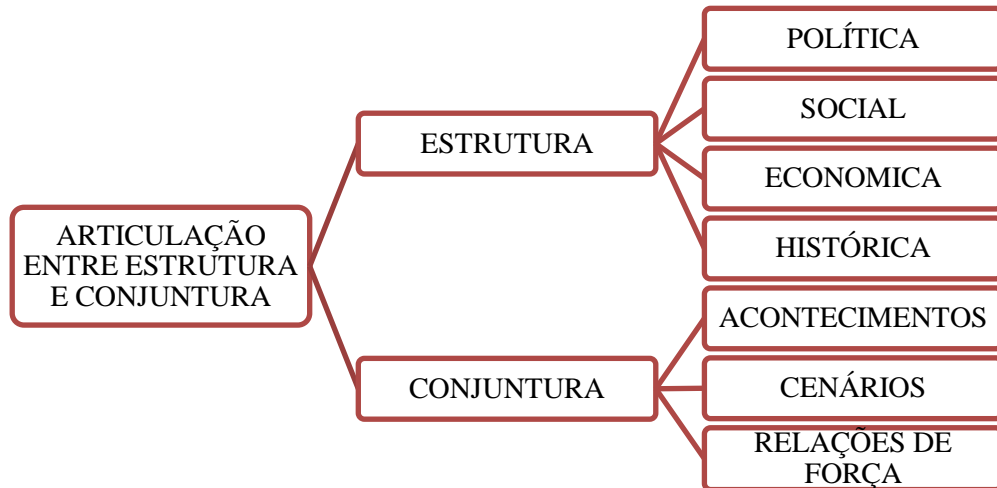 ARTICULAÇÃO
ENTRE ESTRUTURA
E CONJUNTURA
ESTRUTURA
POLÍTICA
SOCIAL
ECONOMICA
HISTÓRICA
CONJUNTURA
ACONTECIMENTOS
CENÁRIOS
RELAÇÕES DE
FORÇA